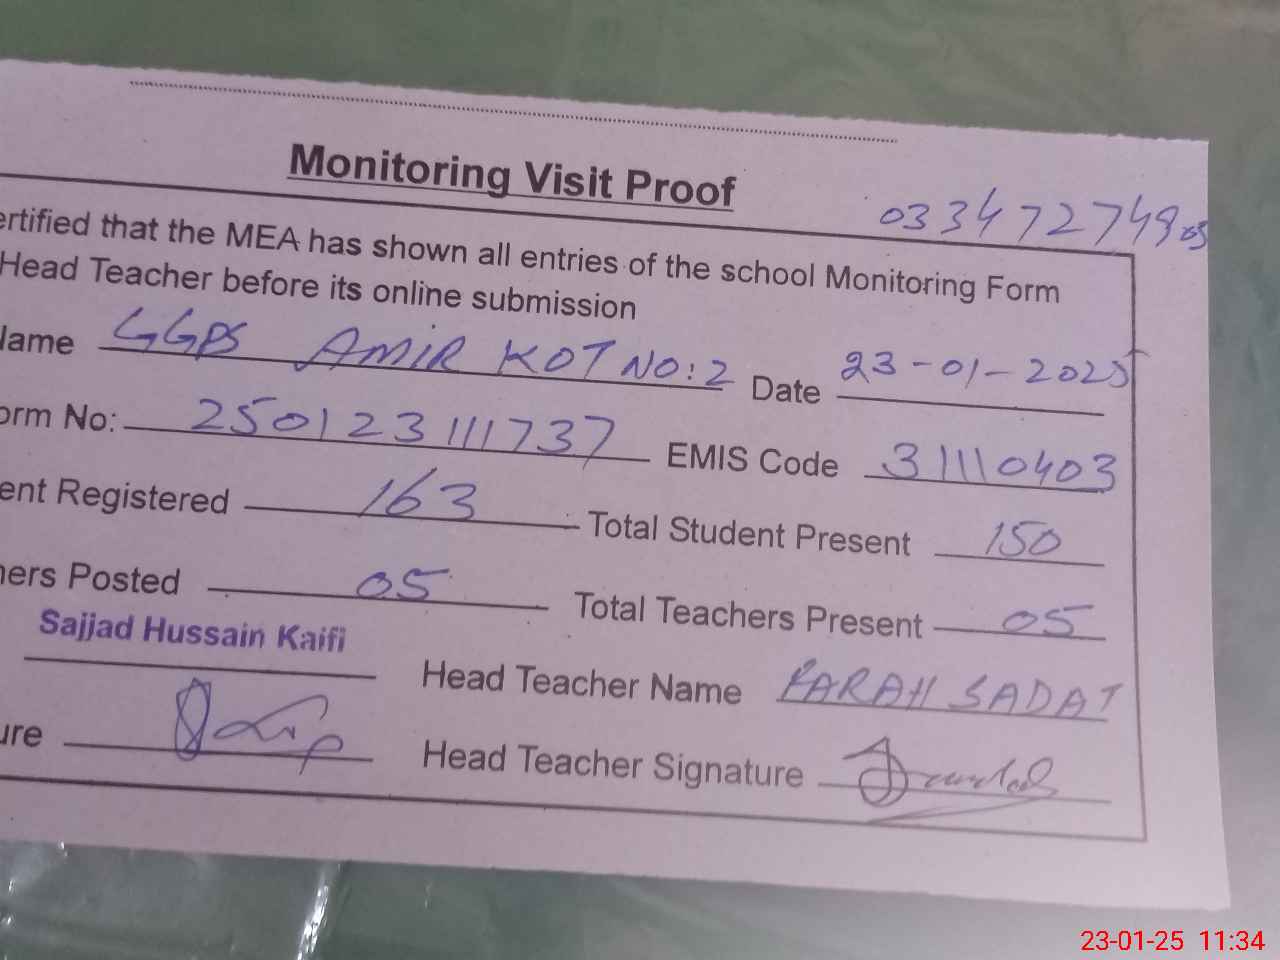 Monitoring Visit Proof
03347274903
ertified that the MEA has shown all entries of the school Monitoring Form
Head Teacher before its online submission
Name GGPS AMIR KOT NO:2 Date 23-01-2025
orm No: 250123111737 EMIS Code 31110403
ent Registered 163 Total Student Present 150
ers Posted 05 Total Teachers Present 05
Sajjad Hussain Kaifi
Head Teacher Name FARAH SADAT
ure Head Teacher Signature
23-01-25 11:34